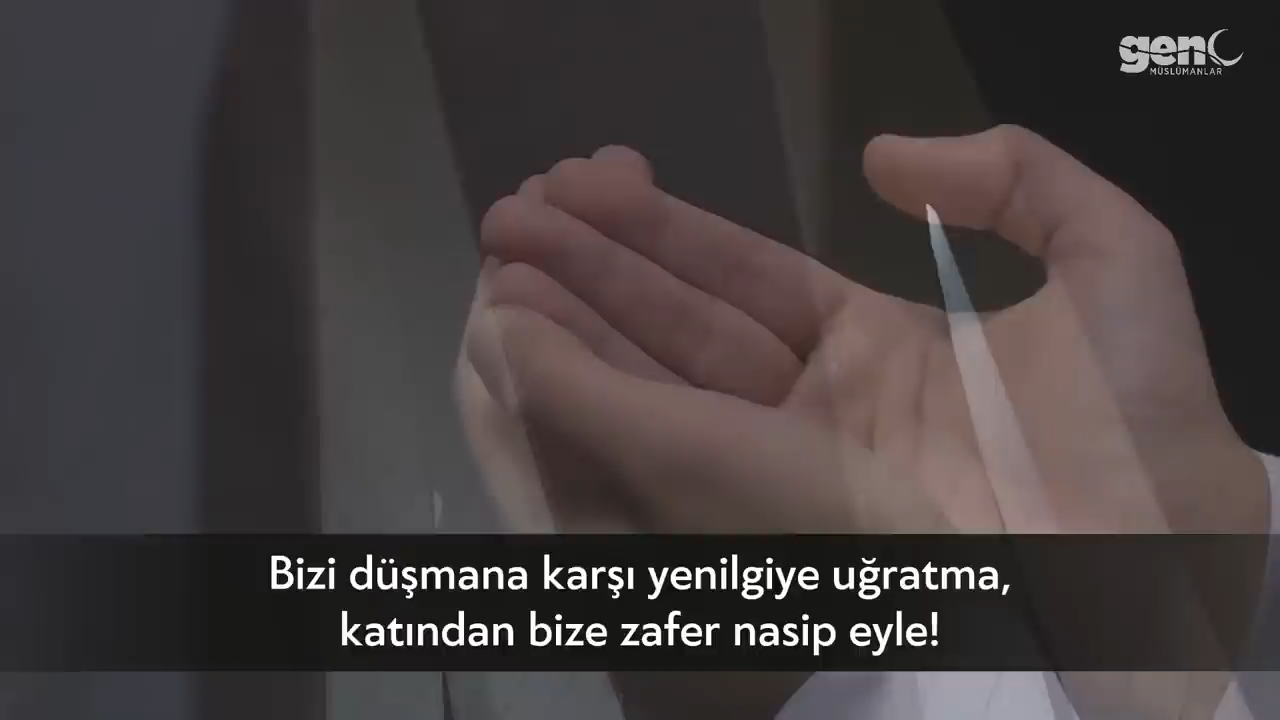 genç
MÜSLÜMANLAR
Bizi düşmana karşı yenilgiye uğratma,
katından bize zafer nasip eyle!